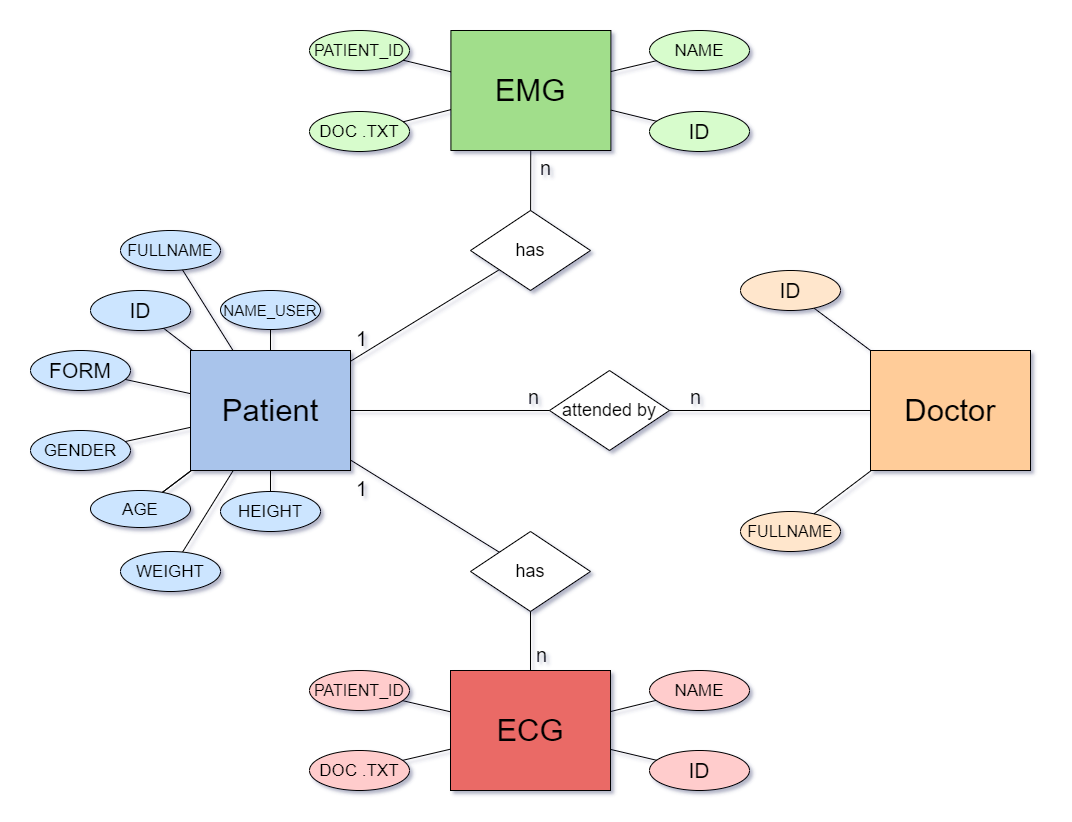 PATIENT_ID
NAME
EMG
DOC .TXT
ID
n
has
FULLNAME
ID
NAME_USER
ID
1
FORM
Patient
n
attended by
n
Doctor
GENDER
1
AGE
HEIGHT
FULLNAME
WEIGHT
has
n
PATIENT_ID
NAME
ECG
DOC .TXT
ID